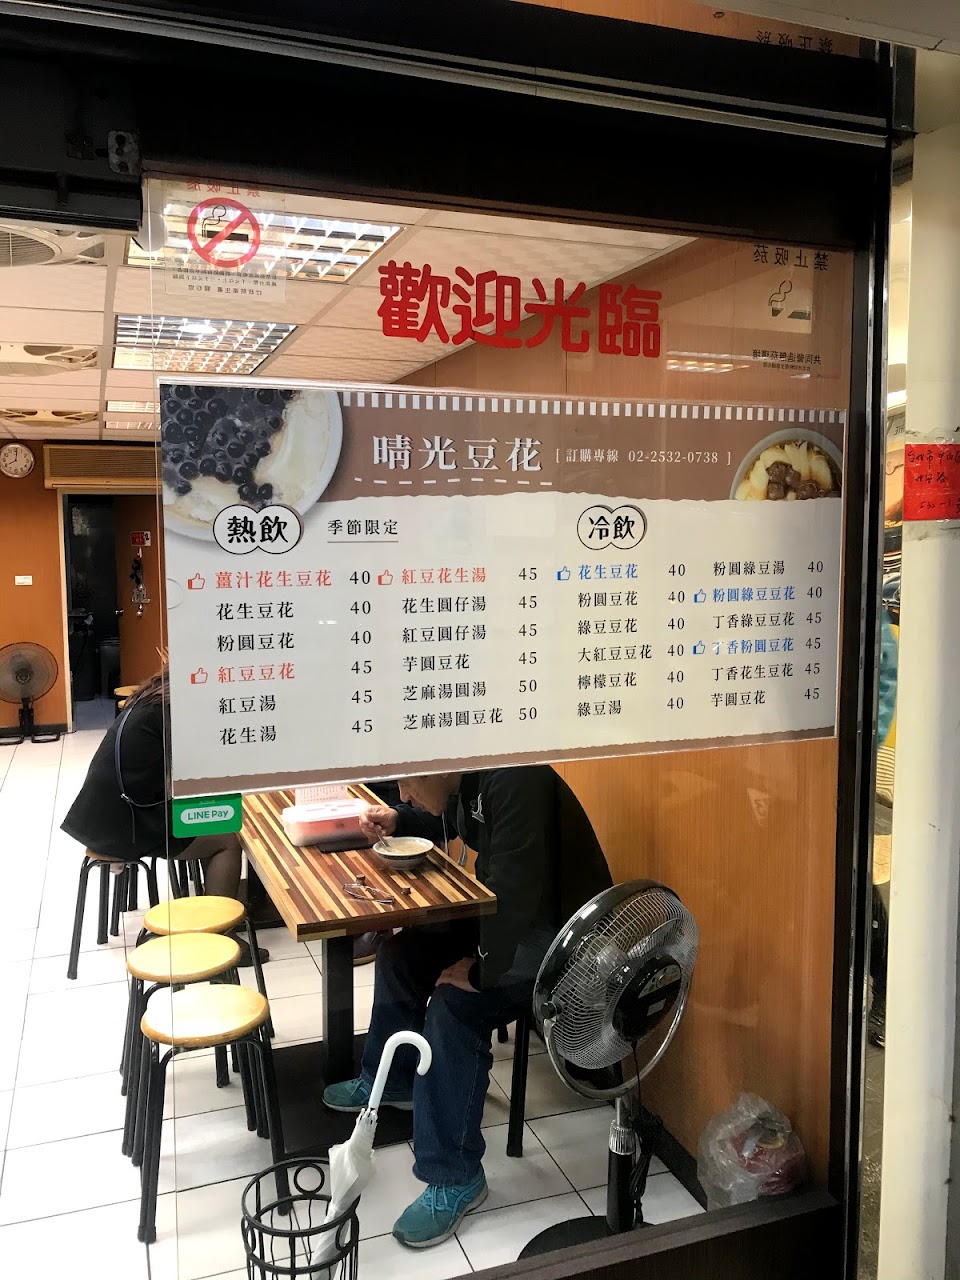 禁止吸菸
歡迎光臨
禁止吸菸
晴光豆花 [ 訂購專線 02-2532-0738 ]
熱飲 季節限定
薑汁花生豆花 40
花生豆花 40
粉圓豆花 40
紅豆豆花 45
紅豆湯 45
花生湯 45
紅豆花生湯 45
花生圓仔湯 45
紅豆圓仔湯 45
芋圓豆花 45
芝麻湯圓湯 50
芝麻湯圓豆花 50
冷飲
花生豆花 40
粉圓豆花 40
綠豆豆花 40
大紅豆豆花 40
檸檬豆花 40
綠豆湯 40
粉圓綠豆湯 40
粉圓綠豆豆花 40
丁香綠豆豆花 45
丁香粉圓豆花 45
丁香花生豆花 45
芋圓豆花 45
LINE Pay